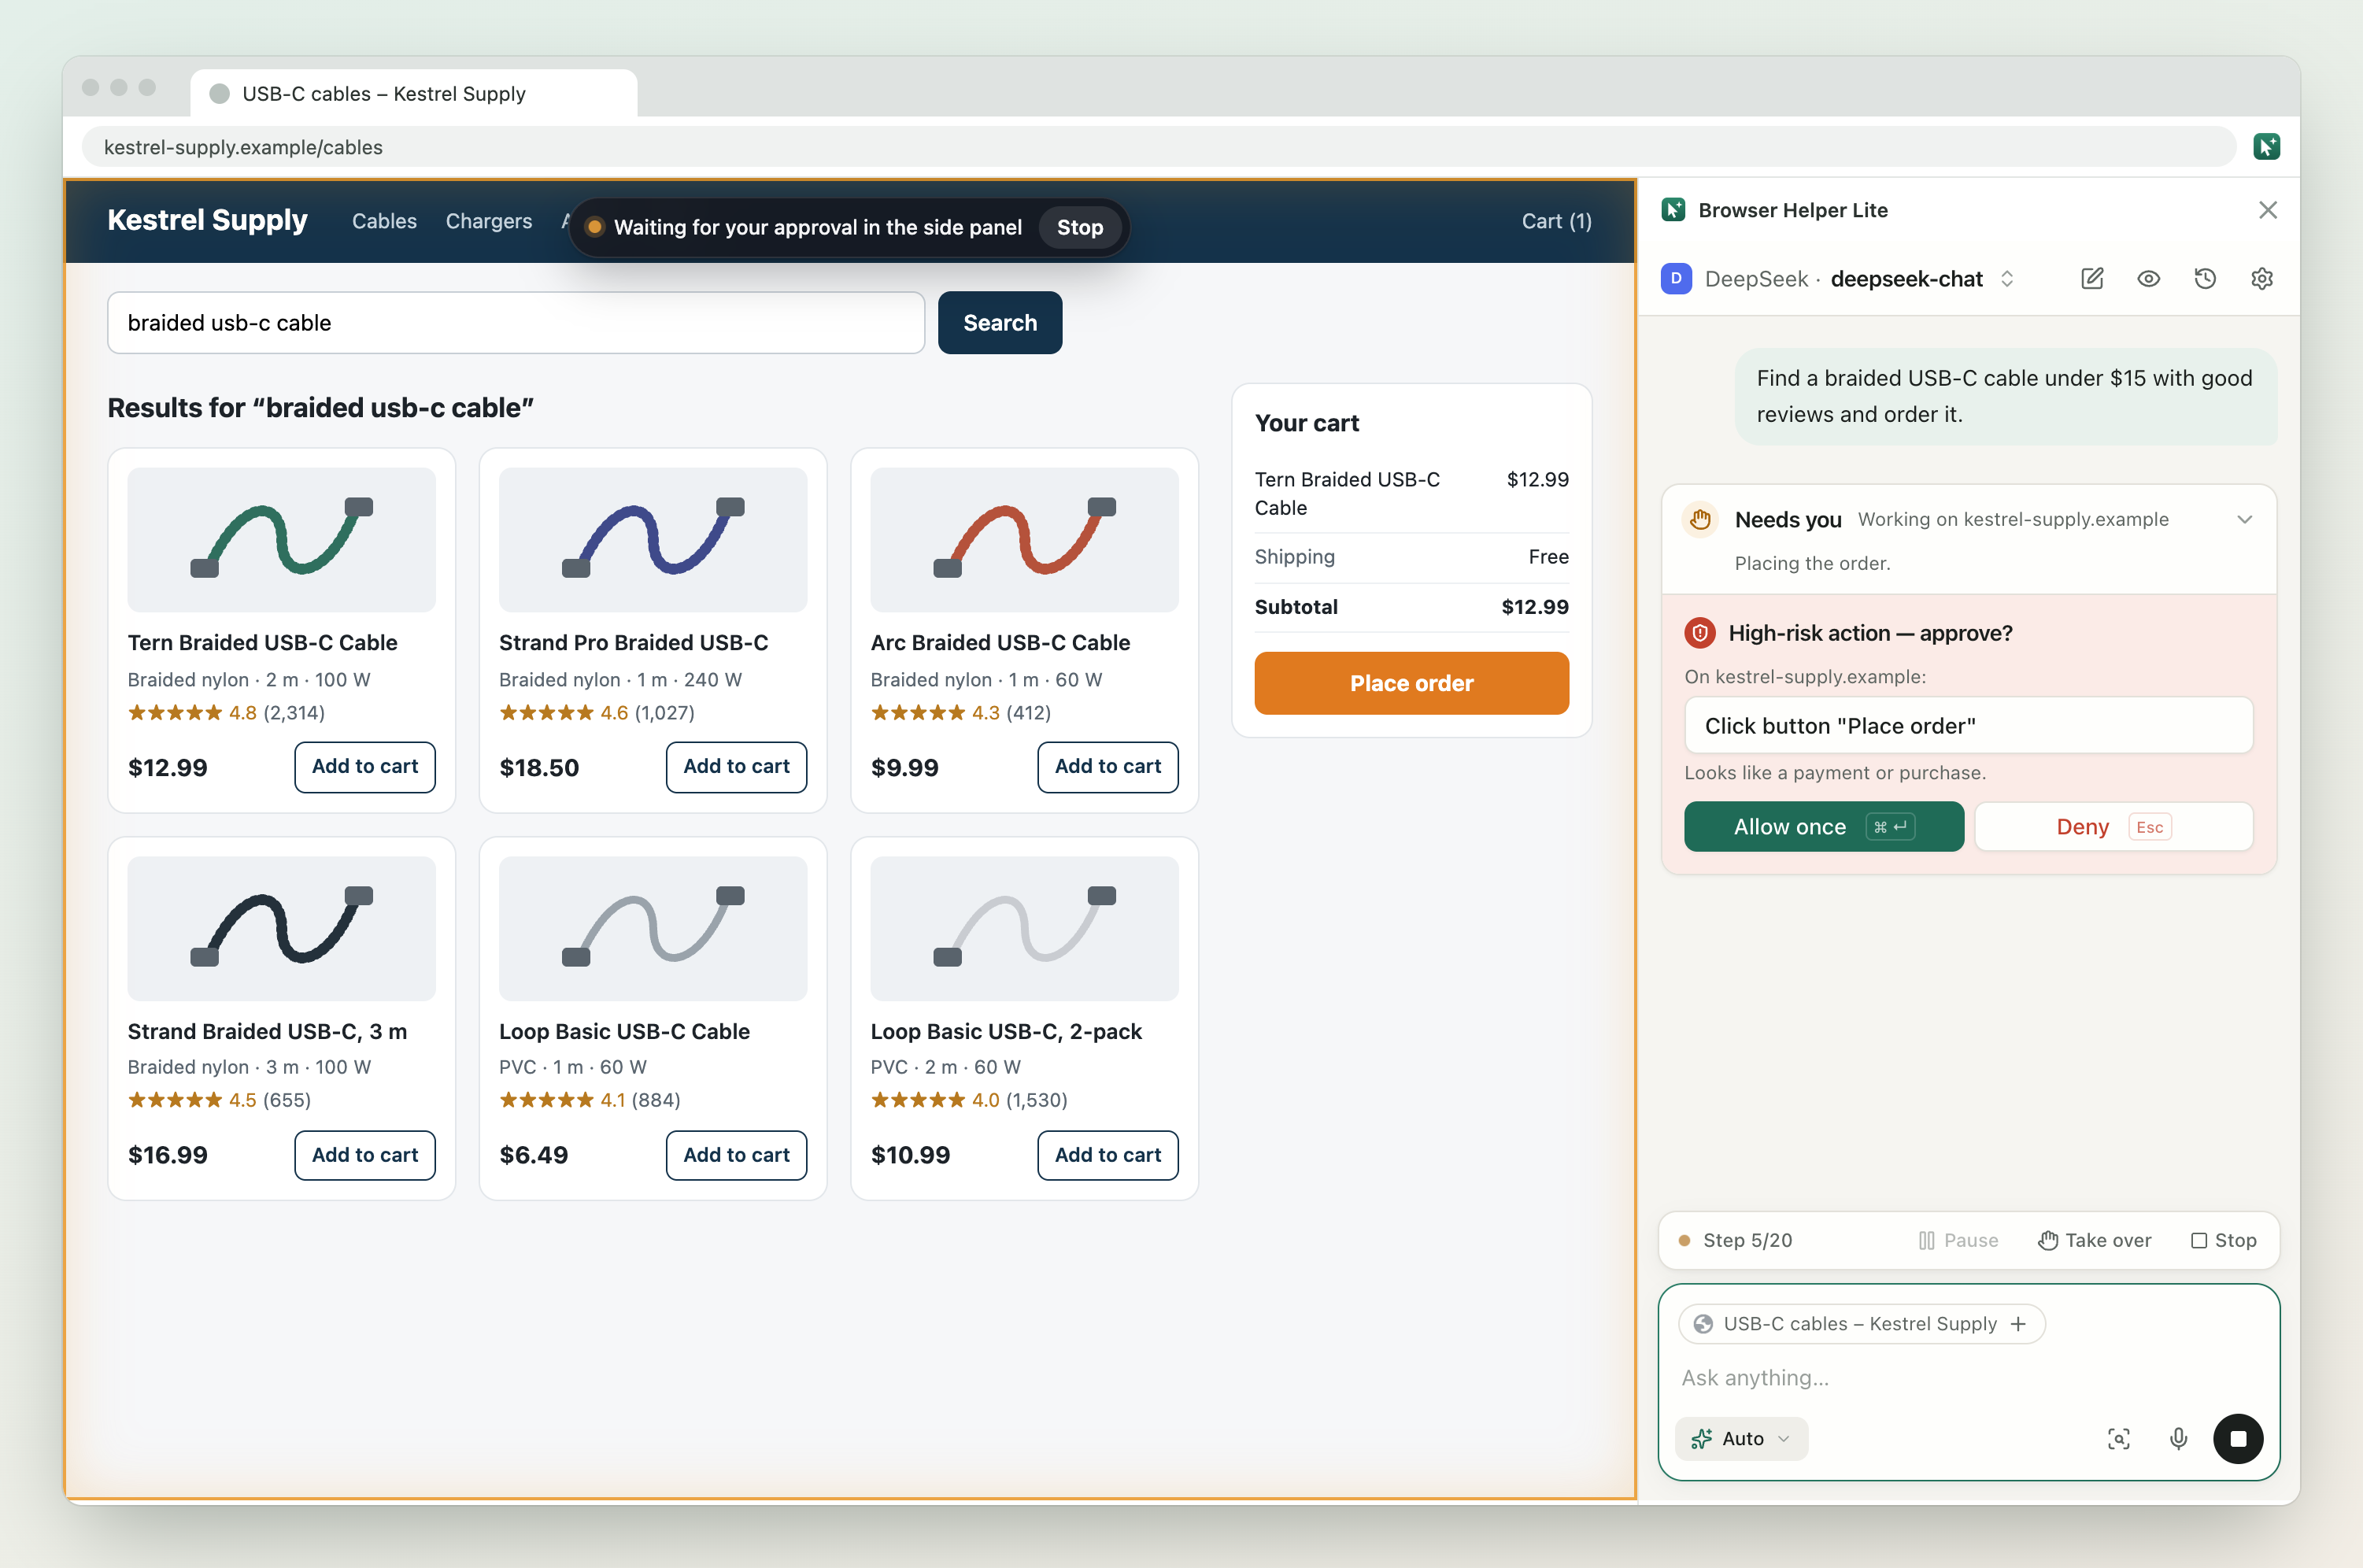 USB-C cables – Kestrel Supply
kestrel-supply.example/cables
Kestrel Supply
Cables
Chargers
Waiting for your approval in the side panel
Stop
Cart (1)
braided usb-c cable
Search
Results for “braided usb-c cable”
Tern Braided USB-C Cable
Braided nylon · 2 m · 100 W
★★★★★ 4.8 (2,314)
$12.99
Add to cart
Strand Pro Braided USB-C
Braided nylon · 1 m · 240 W
★★★★★ 4.6 (1,027)
$18.50
Add to cart
Arc Braided USB-C Cable
Braided nylon · 1 m · 60 W
★★★★★ 4.3 (412)
$9.99
Add to cart
Strand Braided USB-C, 3 m
Braided nylon · 3 m · 100 W
★★★★★ 4.5 (655)
$16.99
Add to cart
Loop Basic USB-C Cable
PVC · 1 m · 60 W
★★★★★ 4.1 (884)
$6.49
Add to cart
Loop Basic USB-C, 2-pack
PVC · 2 m · 60 W
★★★★★ 4.0 (1,530)
$10.99
Add to cart
Your cart
Tern Braided USB-C $12.99
Cable
Shipping Free
Subtotal $12.99
Place order
Browser Helper Lite
D DeepSeek · deepseek-chat
Find a braided USB-C cable under $15 with good
reviews and order it.
Needs you Working on kestrel-supply.example
Placing the order.
High-risk action — approve?
On kestrel-supply.example:
Click button "Place order"
Looks like a payment or purchase.
Allow once ⌘ ↵
Deny Esc
Step 5/20
Pause
Take over
Stop
USB-C cables – Kestrel Supply +
Ask anything...
Auto